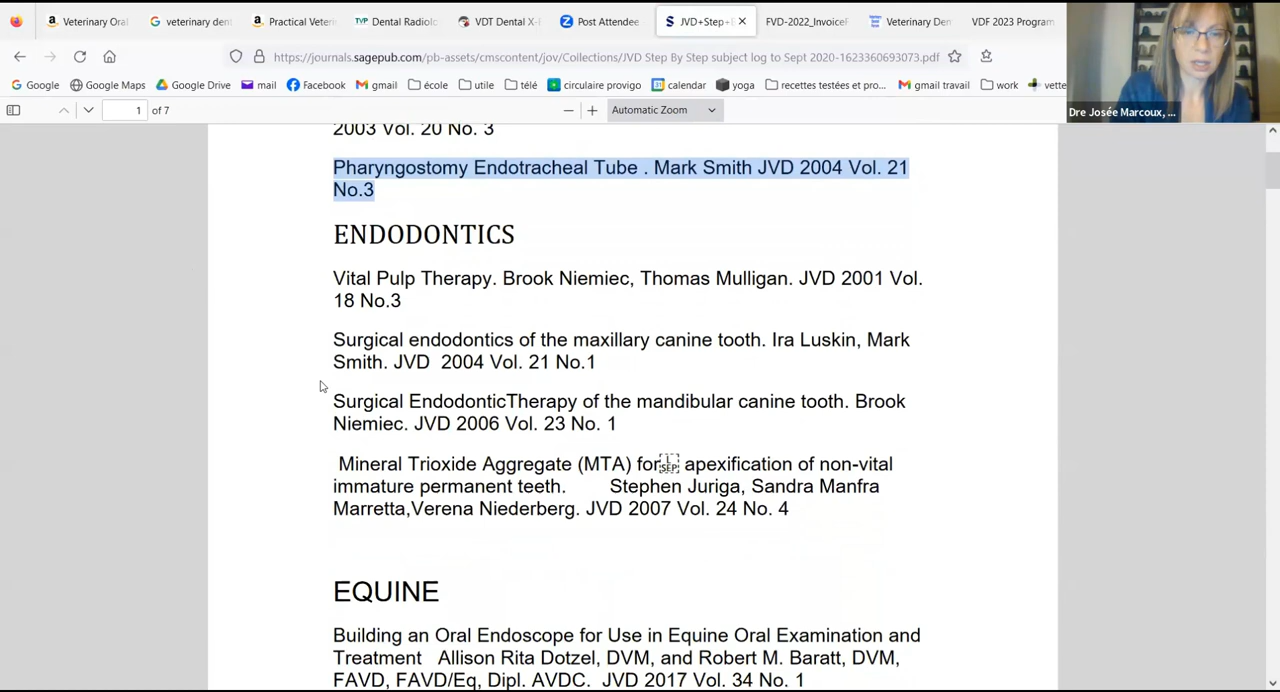 Veterinary Oral
veterinary dent
Practical Veteri
TYP Dental Radiolo
VDT Dental X-
Post Attendee
JVD+Step+
FVD-2022_InvoiceF
Veterinary Den
VDF 2023 Program
https://journals.sagepub.com/pb-assets/cmscontent/jov/Collections/JVD Step By Step subject log to Sept 2020-1623360693073.pdf
Google Google Maps Google Drive mail Facebook gmail école utile télé circulaire provigo calendar yoga recettes testées et pro... gmail travail work vette
1 of 7
Automatic Zoom
Dre Josée Marcoux, ...
2003 Vol. 20 No. 3
Pharyngostomy Endotracheal Tube . Mark Smith JVD 2004 Vol. 21
No.3
ENDODONTICS
Vital Pulp Therapy. Brook Niemiec, Thomas Mulligan. JVD 2001 Vol.
18 No.3
Surgical endodontics of the maxillary canine tooth. Ira Luskin, Mark
Smith. JVD 2004 Vol. 21 No.1
Surgical EndodonticTherapy of the mandibular canine tooth. Brook
Niemiec. JVD 2006 Vol. 23 No. 1
Mineral Trioxide Aggregate (MTA) for apexification of non-vital
immature permanent teeth. Stephen Juriga, Sandra Manfra
Marretta,Verena Niederberg. JVD 2007 Vol. 24 No. 4
EQUINE
Building an Oral Endoscope for Use in Equine Oral Examination and
Treatment Allison Rita Dotzel, DVM, and Robert M. Baratt, DVM,
FAVD, FAVD/Eq, Dipl. AVDC. JVD 2017 Vol. 34 No. 1